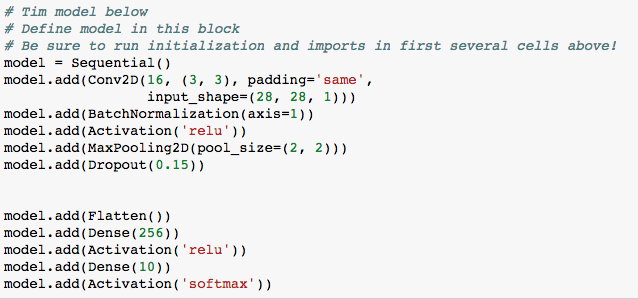 # Tim model below
# Define model in this block
# Be sure to run initialization and imports in first several cells above!
model = Sequential()
model.add(Conv2D(16, (3, 3), padding='same',
input_shape=(28, 28, 1)))
model.add(BatchNormalization(axis=1))
model.add(Activation('relu'))
model.add(MaxPooling2D(pool_size=(2, 2)))
model.add(Dropout(0.15))
model.add(Flatten())
model.add(Dense(256))
model.add(Activation('relu'))
model.add(Dense(10))
model.add(Activation('softmax'))